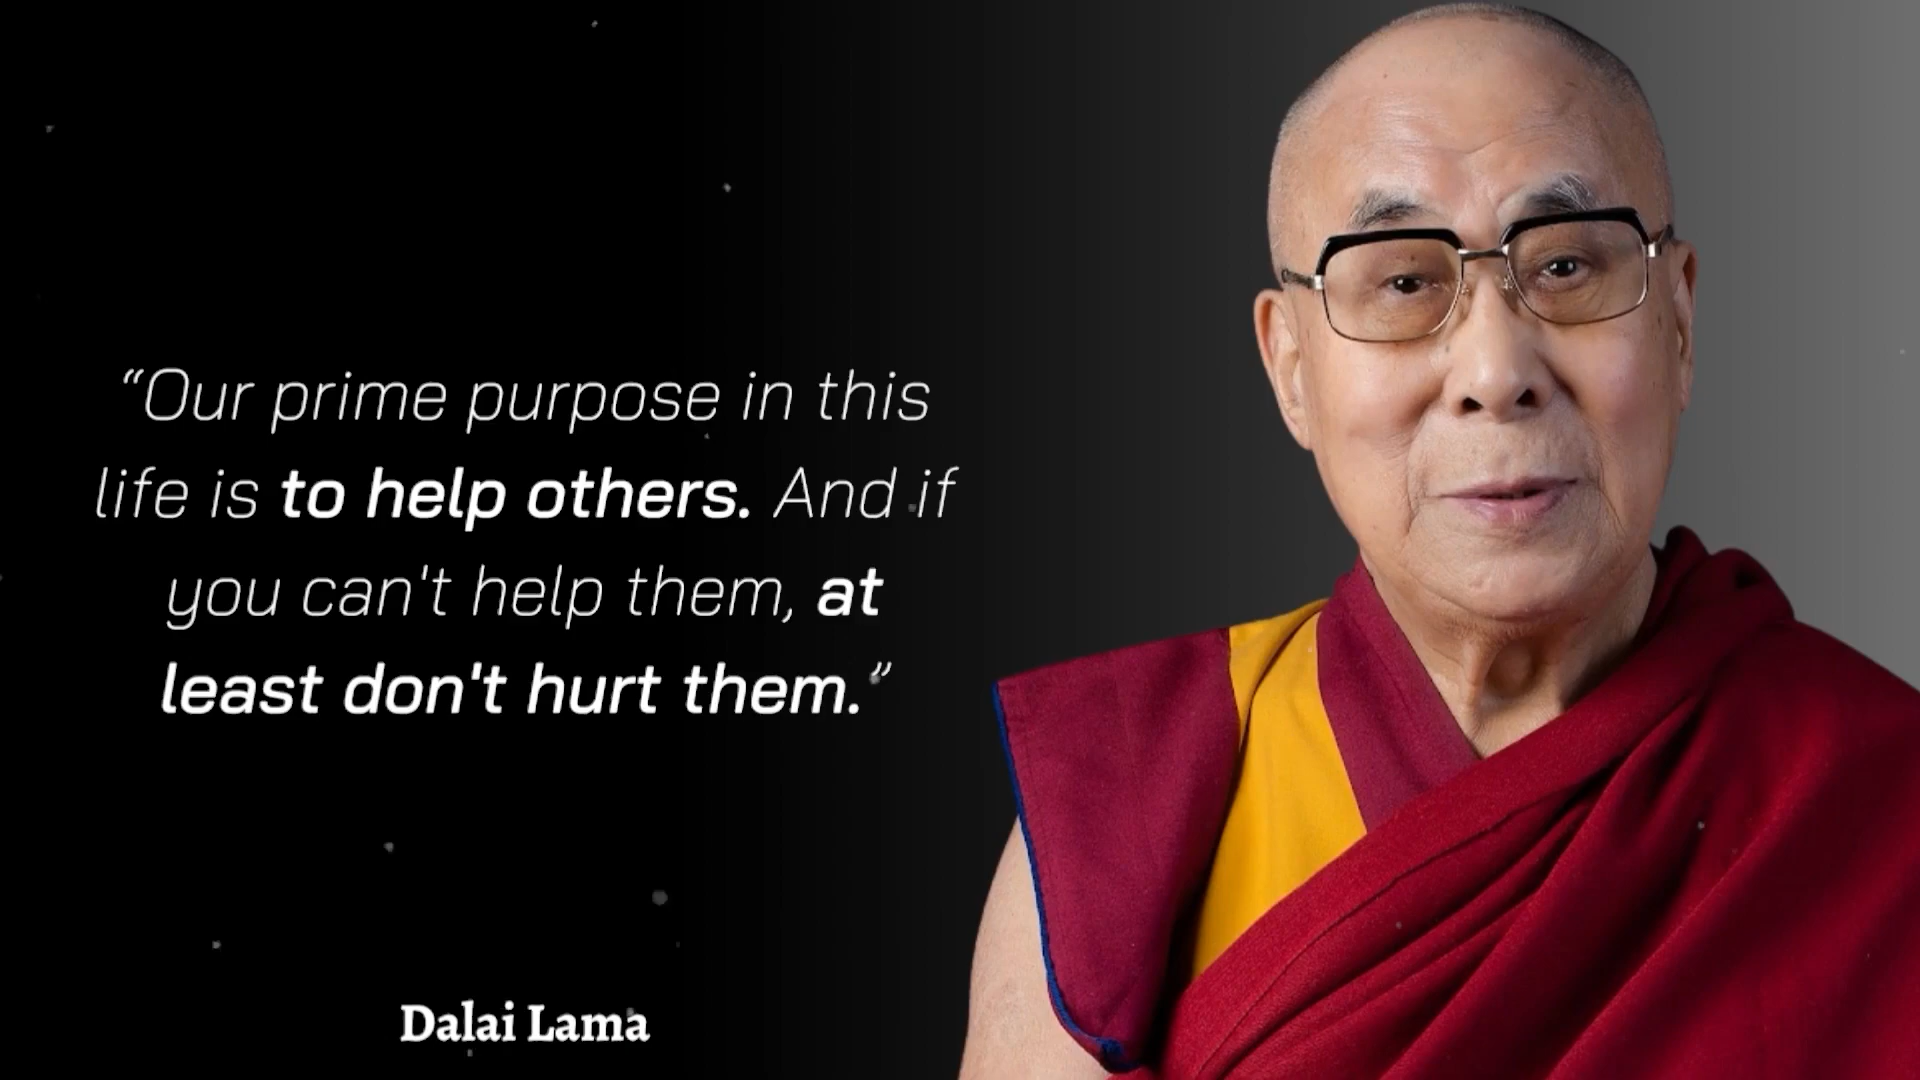 “Our prime purpose in this
life is to help others. And if
you can't help them, at
least don't hurt them.”
Dalai Lama